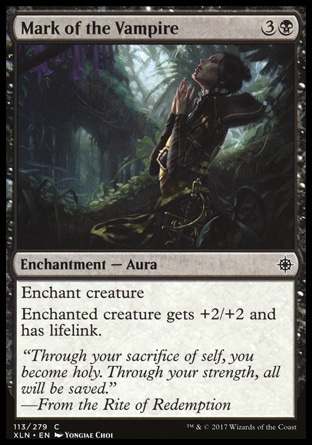 Mark of the Vampire 3
Enchantment — Aura
Enchant creature
Enchanted creature gets +2/+2 and
has lifelink.
“Through your sacrifice of self, you
become holy. Through your strength, all
will be saved.”
—From the Rite of Redemption
113/279 C
XLN • EN Yongjae Choi
™ & © 2017 Wizards of the Coast